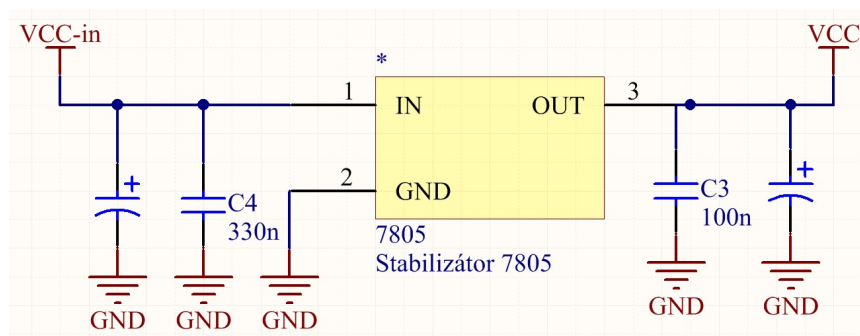 VCC-in
VCC
*
1
IN
OUT
3
2
GND
C4
330n
C3
100n
+
+
7805
Stabilizátor 7805
GND
GND
GND
GND
GND